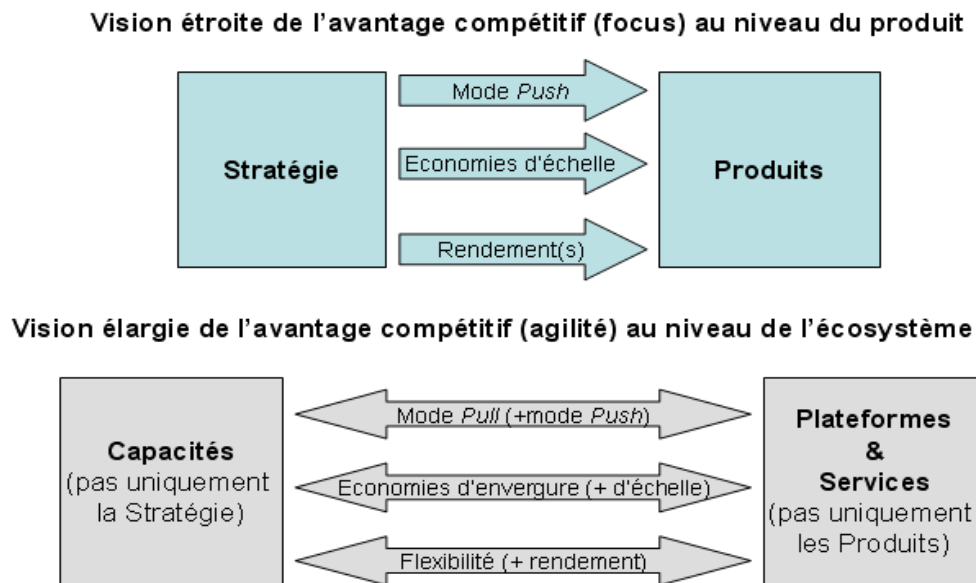 Vision étroite de l'avantage compétitif (focus) au niveau du produit
Mode Push
Stratégie
Economies d'échelle
Produits
Rendement(s)
Vision élargie de l'avantage compétitif (agilité) au niveau de l'écosystème
Mode Pull (+mode Push)
Capacités
(pas uniquement
la Stratégie)
Economies d'envergure (+ d'échelle)
Plateformes
&
Services
(pas uniquement
les Produits)
Flexibilité (+ rendement)